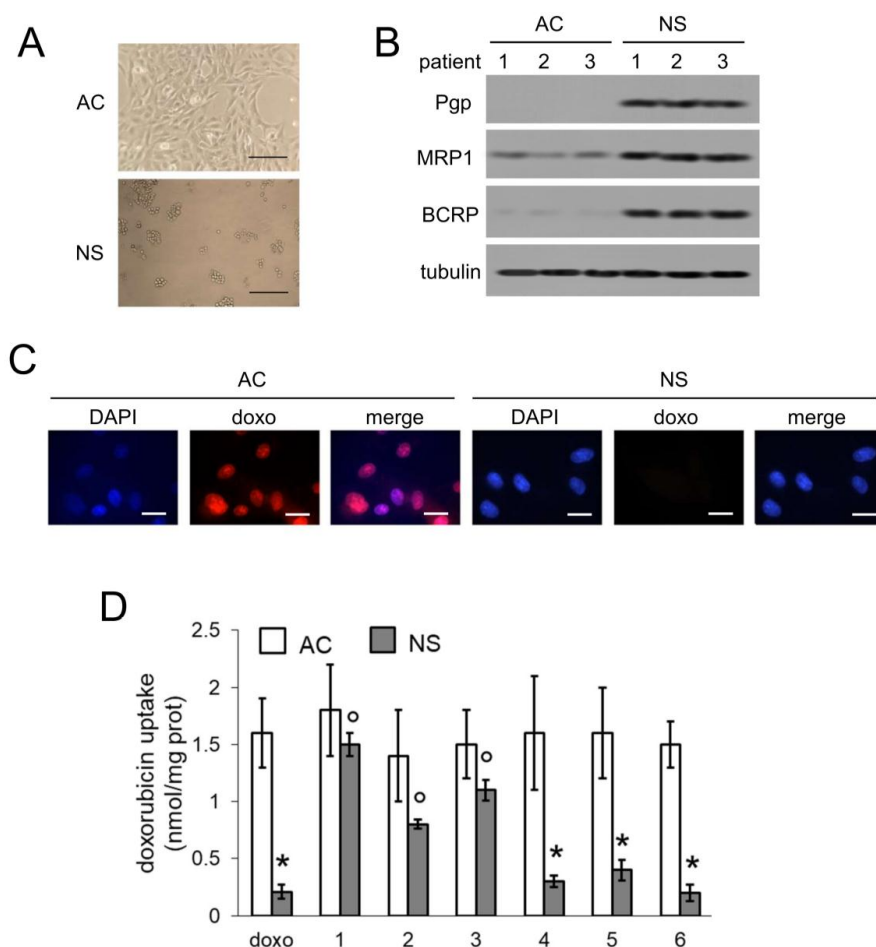 A
AC
NS
B
AC NS
patient 1 2 3 1 2 3
Pgp
MRP1
BCRP
tubulin
C
AC NS
DAPI doxo merge DAPI doxo merge
D
AC NS
doxorubicin uptake
(nmol/mg prot)
2.5
2
1.5
1
0.5
0
* ° ° ° * * *
doxo 1 2 3 4 5 6